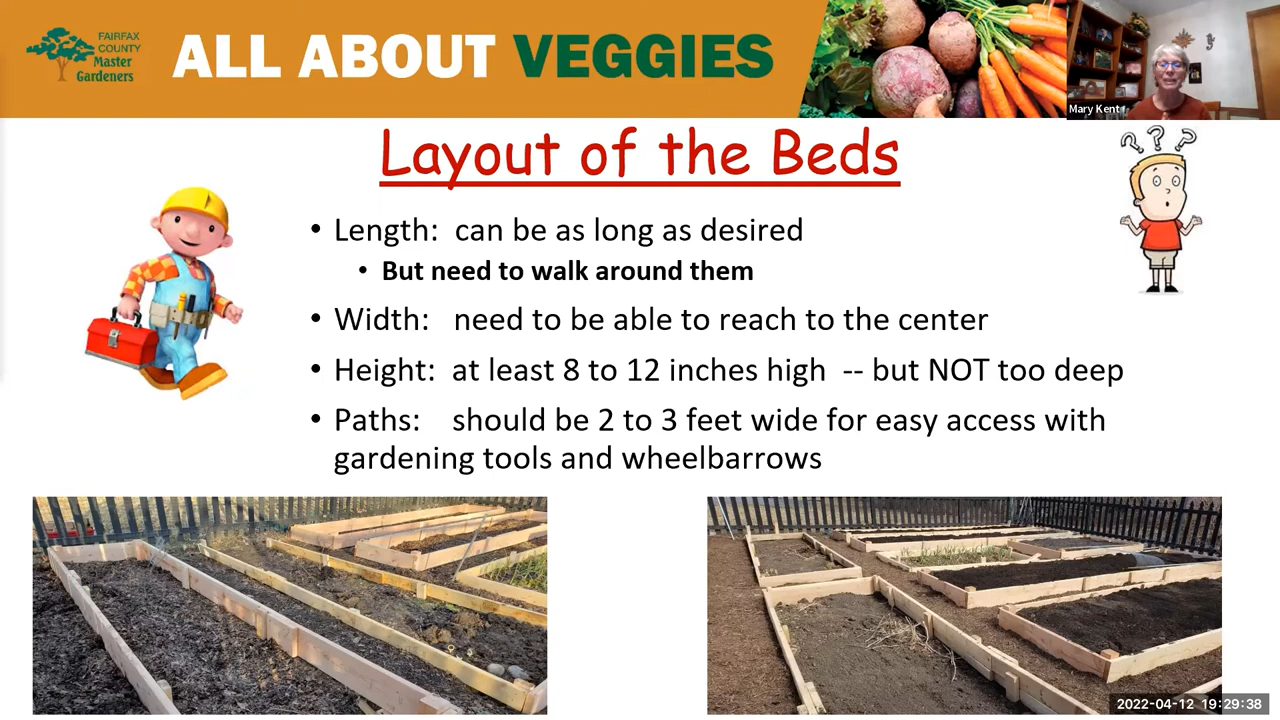 FAIRFAX
COUNTY
Master
Gardeners
ALL ABOUT VEGGIES
Mary Kent
Layout of the Beds
? ? ?
• Length: can be as long as desired
• But need to walk around them
• Width: need to be able to reach to the center
• Height: at least 8 to 12 inches high -- but NOT too deep
• Paths: should be 2 to 3 feet wide for easy access with
gardening tools and wheelbarrows
2022-04-12 19:29:38